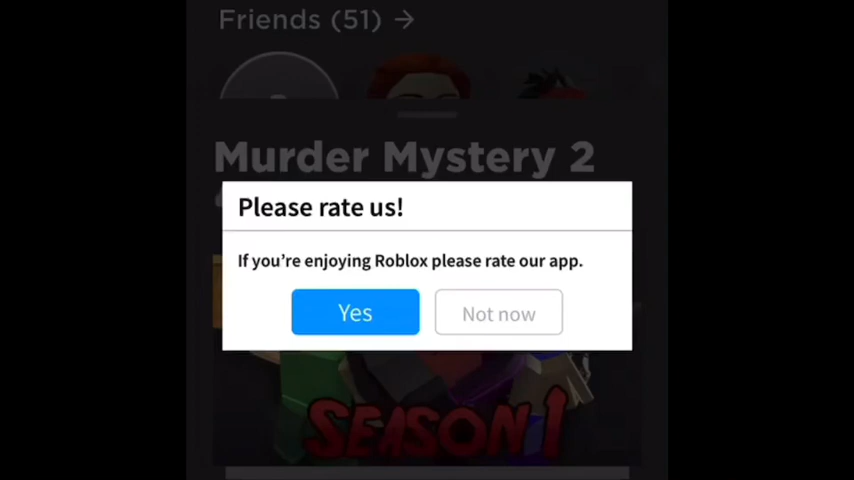 Friends (51) →
Murder Mystery 2
Please rate us!
If you're enjoying Roblox please rate our app.
Yes
Not now
SEASON 1